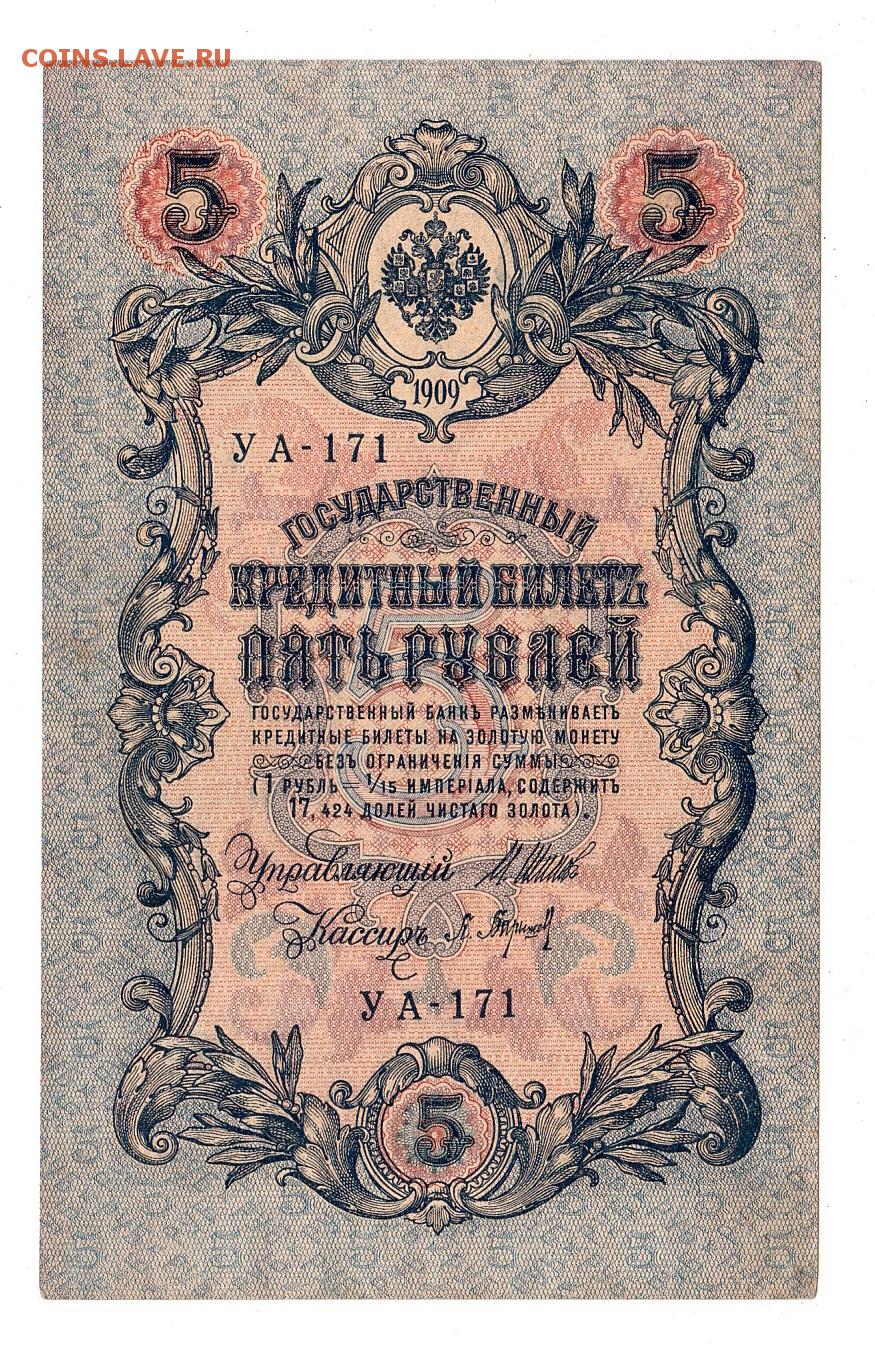 COINS.LAVE.RU
5 5
1909
УА-171
ГОСУДАРСТВЕННЫЙ
КРЕДИТНЫЙ БИЛЕТЪ
ПЯТЬ РУБЛЕЙ
ГОСУДАРСТВЕННЫЙ БАНКЪ РАЗМѢНИВАЕТЪ
КРЕДИТНЫЕ БИЛЕТЫ НА ЗОЛОТУЮ МОНЕТУ
БЕЗЪ ОГРАНИЧЕНІЯ СУММЫ
(1 РУБЛЬ = 1/15 ИМПЕРІАЛА, СОДЕРЖИТЪ
17,424 ДОЛЕЙ ЧИСТАГО ЗОЛОТА).
Управляющій
Кассиръ
УА-171
5